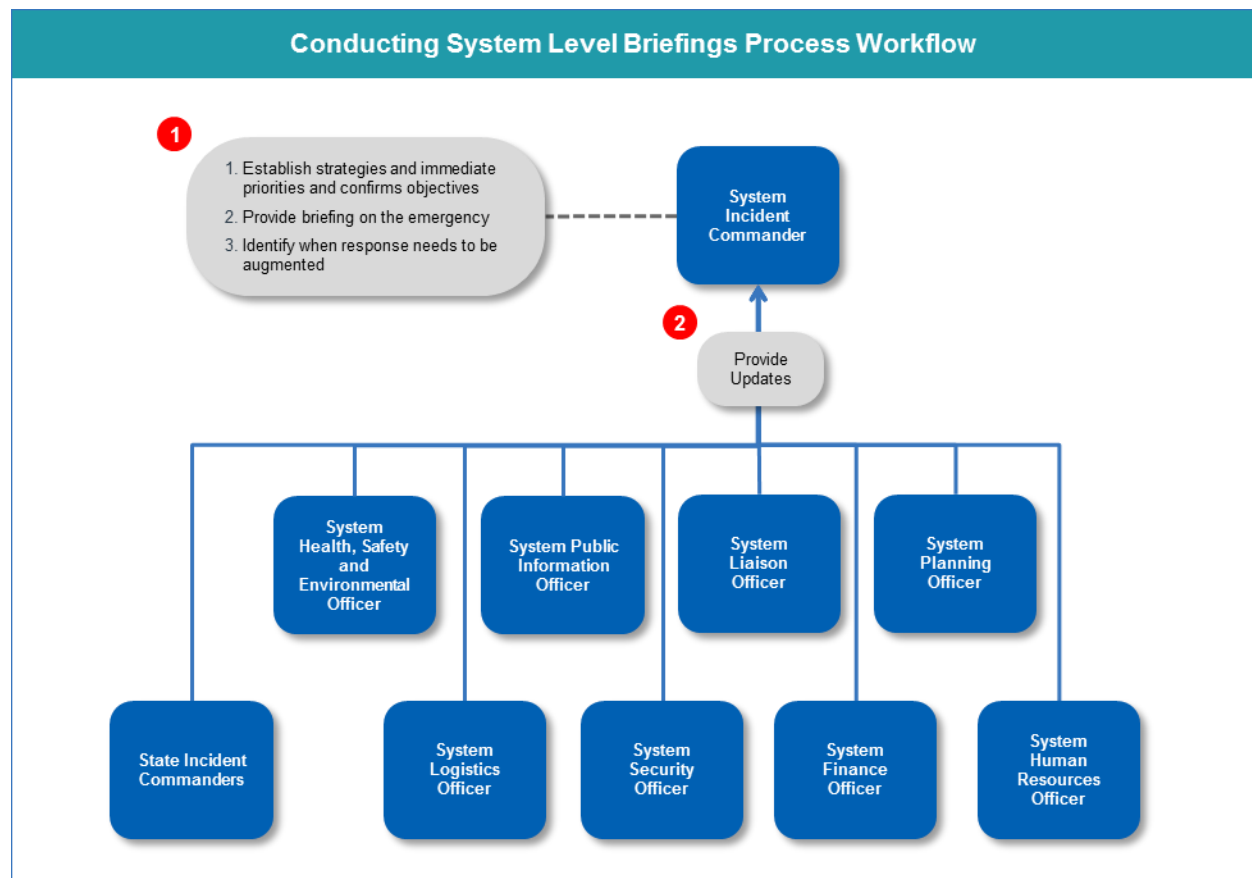 Conducting System Level Briefings Process Workflow
1
1. Establish strategies and immediate
priorities and confirms objectives
2. Provide briefing on the emergency
3. Identify when response needs to be
augmented
System
Incident
Commander
2
Provide
Updates
System
Health, Safety
and
Environmental
Officer
System Public
Information
Officer
System
Liaison
Officer
System
Planning
Officer
State Incident
Commanders
System
Logistics
Officer
System
Security
Officer
System
Finance
Officer
System
Human
Resources
Officer